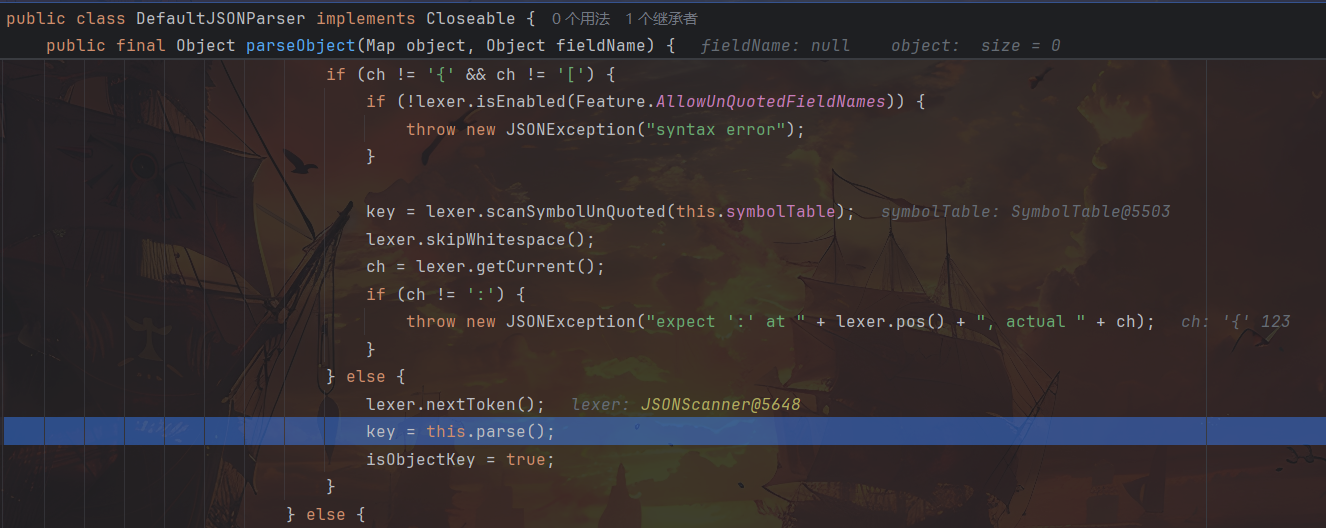 public class DefaultJSONParser implements Closeable { 0 个用法 1 个继承者
public final Object parseObject(Map object, Object fieldName) { fieldName: null object: size = 0
if (ch != '{' && ch != '[') {
if (!lexer.isEnabled(Feature.AllowUnQuotedFieldNames)) {
throw new JSONException("syntax error");
}
key = lexer.scanSymbolUnQuoted(this.symbolTable); symbolTable: SymbolTable@5503
lexer.skipWhitespace();
ch = lexer.getCurrent();
if (ch != ':') {
throw new JSONException("expect ':' at " + lexer.pos() + ", actual " + ch); ch: '{' 123
}
} else {
lexer.nextToken(); lexer: JSONScanner@5648
key = this.parse();
isObjectKey = true;
}
} else {